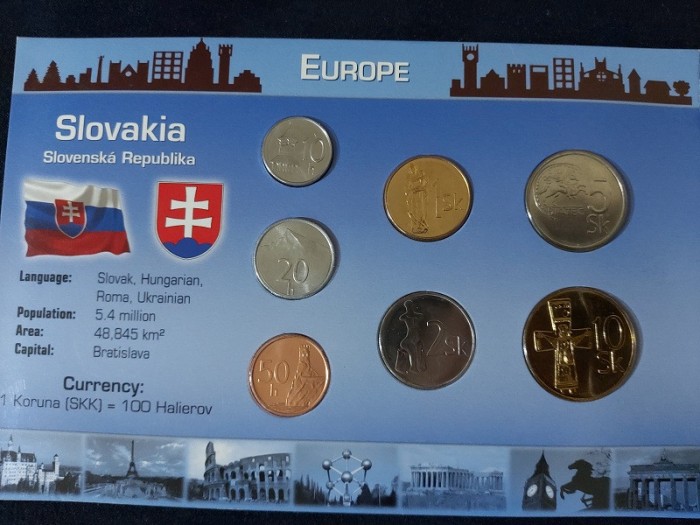 EUROPE
Slovakia
Slovenská Republika
Language: Slovak, Hungarian,
Roma, Ukrainian
Population: 5.4 million
Area: 48,845 km²
Capital: Bratislava
Currency:
1 Koruna (SKK) = 100 Halierov
10
h
1 SK
5
SK
20
h
2
SK
10
SK
50
h